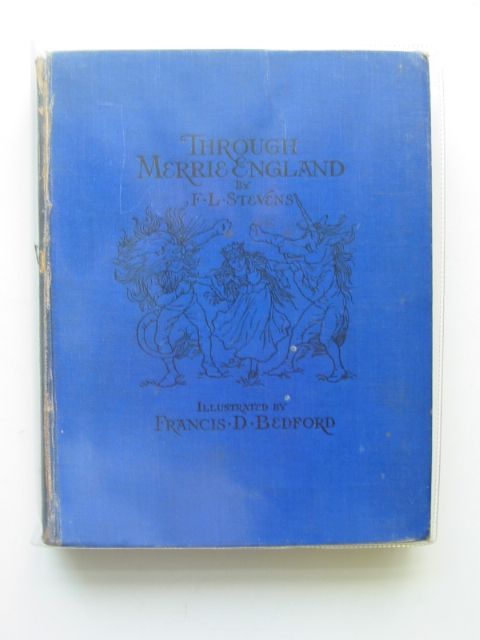 THROUGH
MERRIE ENGLAND
BY
F·L·STEVENS
ILLUSTRATED BY
FRANCIS·D·BEDFORD